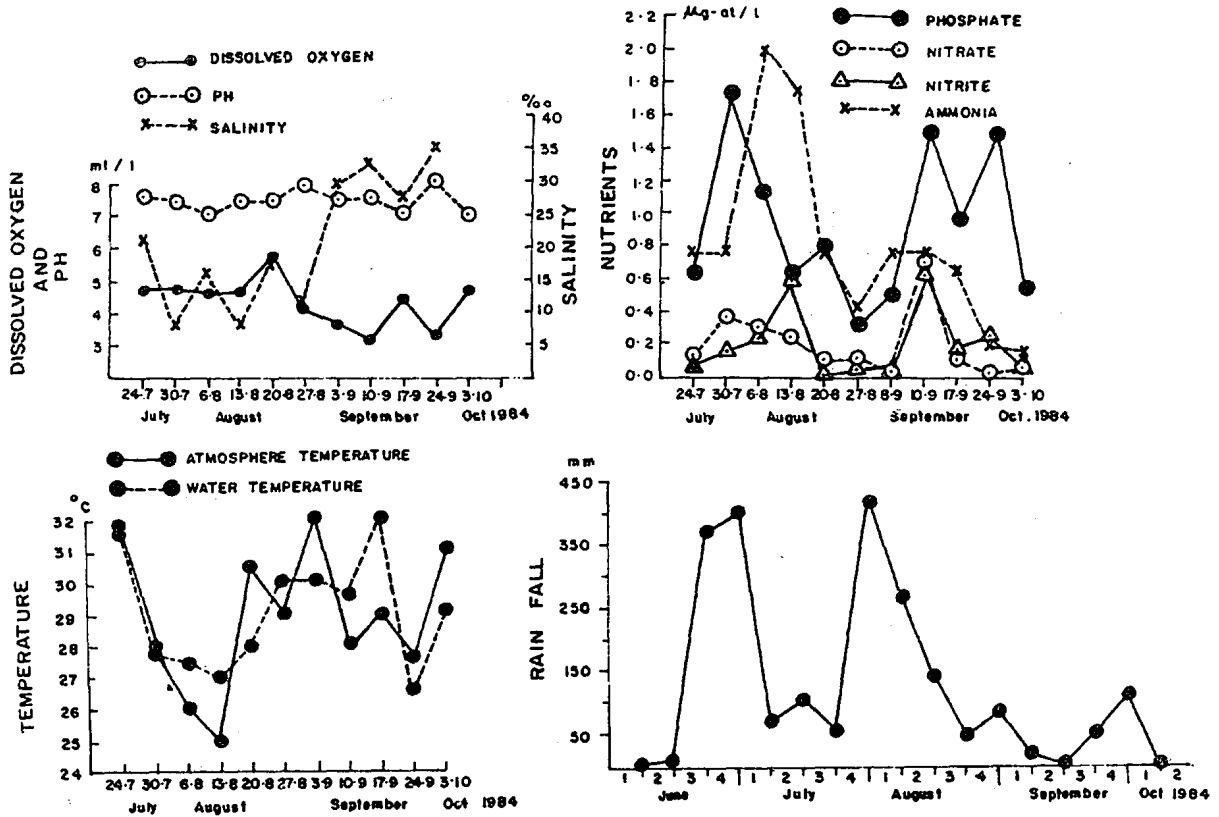 DISSOLVED OXYGEN
PH
SALINITY
ml / l
%o
8
7
6
5
4
3
40
35
30
25
20
15
10
5
DISSOLVED OXYGEN
AND
PH
SALINITY
24.7 30.7 6.8 13.8 20.8 27.8 3.9 10.9 17.9 24.9 3.10
July August September Oct 1984
µg-at / l
PHOSPHATE
NITRATE
NITRITE
AMMONIA
2.2
2.0
1.8
1.6
1.4
1.2
1.0
0.8
0.6
0.4
0.2
0.0
NUTRIENTS
24.7 30.7 6.8 13.8 20.8 27.8 8.9 10.9 17.9 24.9 3.10
July August September Oct. 1984
ATMOSPHERE TEMPERATURE
WATER TEMPERATURE
°C
32
31
30
29
28
27
26
25
24
TEMPERATURE
24.7 30.7 6.8 13.8 20.8 27.8 3.9 10.9 17.9 24.9 3.10
July August September Oct 1984
mm
450
350
250
150
50
RAIN FALL
1 2 3 4 1 2 3 4 1 2 3 4 1 2 3 4 1 2
June July August September Oct 1984